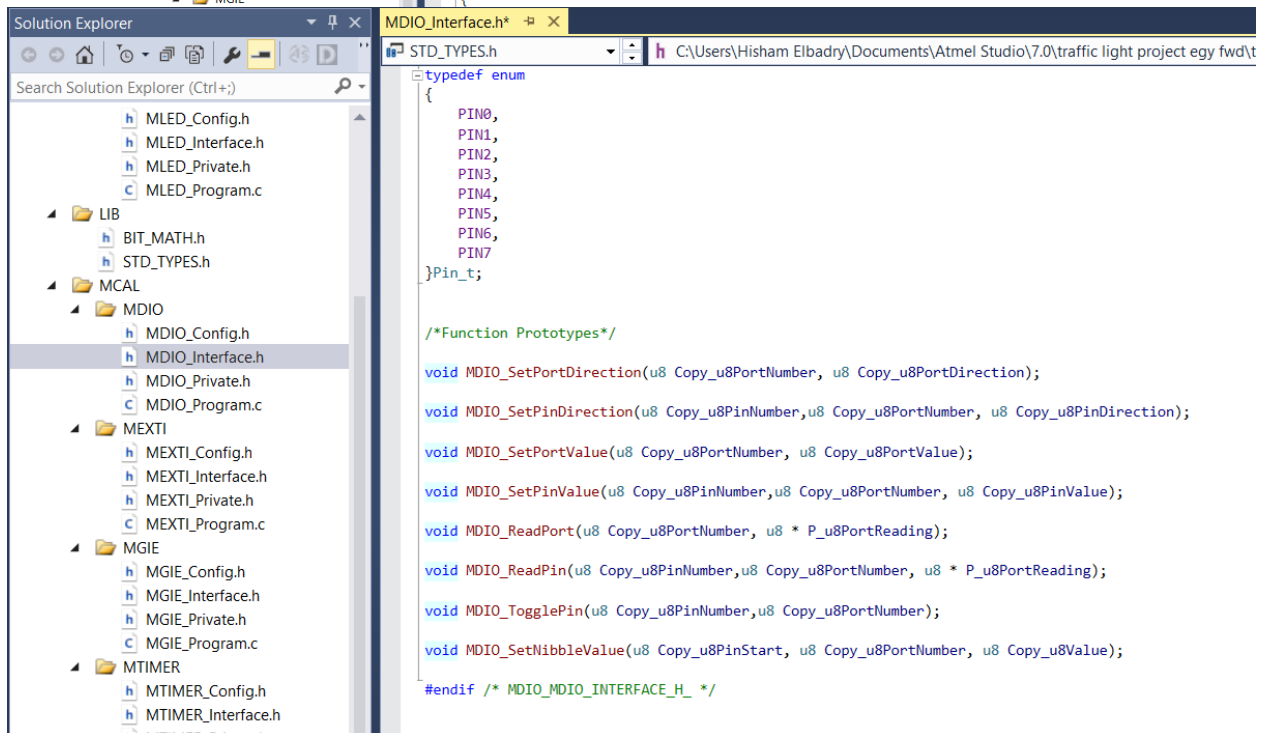 MGIE
Solution Explorer
Search Solution Explorer (Ctrl+;)
MLED_Config.h
MLED_Interface.h
MLED_Private.h
MLED_Program.c
LIB
BIT_MATH.h
STD_TYPES.h
MCAL
MDIO
MDIO_Config.h
MDIO_Interface.h
MDIO_Private.h
MDIO_Program.c
MEXTI
MEXTI_Config.h
MEXTI_Interface.h
MEXTI_Private.h
MEXTI_Program.c
MGIE
MGIE_Config.h
MGIE_Interface.h
MGIE_Private.h
MGIE_Program.c
MTIMER
MTIMER_Config.h
MTIMER_Interface.h
MDIO_Interface.h*
STD_TYPES.h
C:\Users\Hisham Elbadry\Documents\Atmel Studio\7.0\traffic light project egy fwd\t
typedef enum
{
PIN0,
PIN1,
PIN2,
PIN3,
PIN4,
PIN5,
PIN6,
PIN7
}Pin_t;
/*Function Prototypes*/
void MDIO_SetPortDirection(u8 Copy_u8PortNumber, u8 Copy_u8PortDirection);
void MDIO_SetPinDirection(u8 Copy_u8PinNumber,u8 Copy_u8PortNumber, u8 Copy_u8PinDirection);
void MDIO_SetPortValue(u8 Copy_u8PortNumber, u8 Copy_u8PortValue);
void MDIO_SetPinValue(u8 Copy_u8PinNumber,u8 Copy_u8PortNumber, u8 Copy_u8PinValue);
void MDIO_ReadPort(u8 Copy_u8PortNumber, u8 * P_u8PortReading);
void MDIO_ReadPin(u8 Copy_u8PinNumber,u8 Copy_u8PortNumber, u8 * P_u8PortReading);
void MDIO_TogglePin(u8 Copy_u8PinNumber,u8 Copy_u8PortNumber);
void MDIO_SetNibbleValue(u8 Copy_u8PinStart, u8 Copy_u8PortNumber, u8 Copy_u8Value);
#endif /* MDIO_MDIO_INTERFACE_H_ */